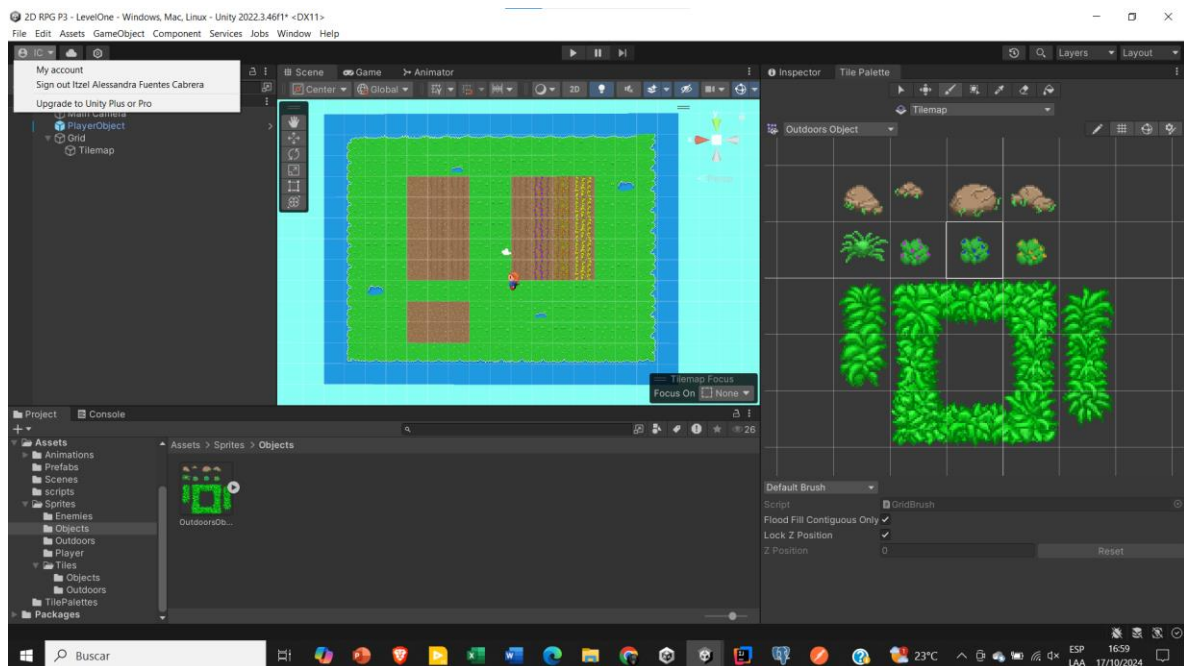 2D RPG P3 - LevelOne - Windows, Mac, Linux - Unity 2022.3.46f1* <DX11>
File Edit Assets GameObject Component Services Jobs Window Help
IC Layers Layout
My account
Sign out Itzel Alessandra Fuentes Cabrera
Upgrade to Unity Plus or Pro
Scene Game Animator
Inspector Tile Palette
Center Global 2D
Tilemap
Main Camera
PlayerObject
Grid
Tilemap
Outdoors Object
Tilemap Focus
Focus On None
Project Console
26
Assets
Animations
Prefabs
Scenes
scripts
Sprites
Enemies
Objects
Outdoors
Player
Tiles
Objects
Outdoors
TilePalettes
Packages
Assets > Sprites > Objects
OutdoorsOb...
Default Brush
Script GridBrush
Flood Fill Contiguous Only
Lock Z Position
Z Position 0 Reset
Buscar
23°C
ESP
LAA
16:59
17/10/2024